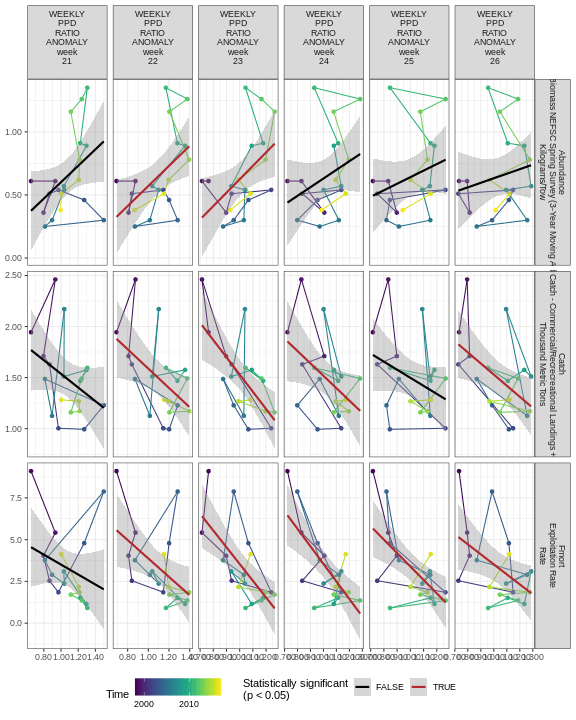 WEEKLY PPD RATIO ANOMALY week 21
WEEKLY PPD RATIO ANOMALY week 22
WEEKLY PPD RATIO ANOMALY week 23
WEEKLY PPD RATIO ANOMALY week 24
WEEKLY PPD RATIO ANOMALY week 25
WEEKLY PPD RATIO ANOMALY week 26
1.00
0.50
0.00
Abundance
Biomass NEFSC Spring Survey (3-Year Moving
Kilograms/Tow
2.50
2.00
1.50
1.00
Catch
Catch - Commercial/Recreational Landings +
Thousand Metric Tons
7.5
5.0
2.5
0.0
Fmort
Exploitation Rate
Rate
0.80 1.00 1.20 1.40
0.80 1.00 1.20 1.40
Time
2000 2010
Statistically significant
(p < 0.05)
FALSE TRUE